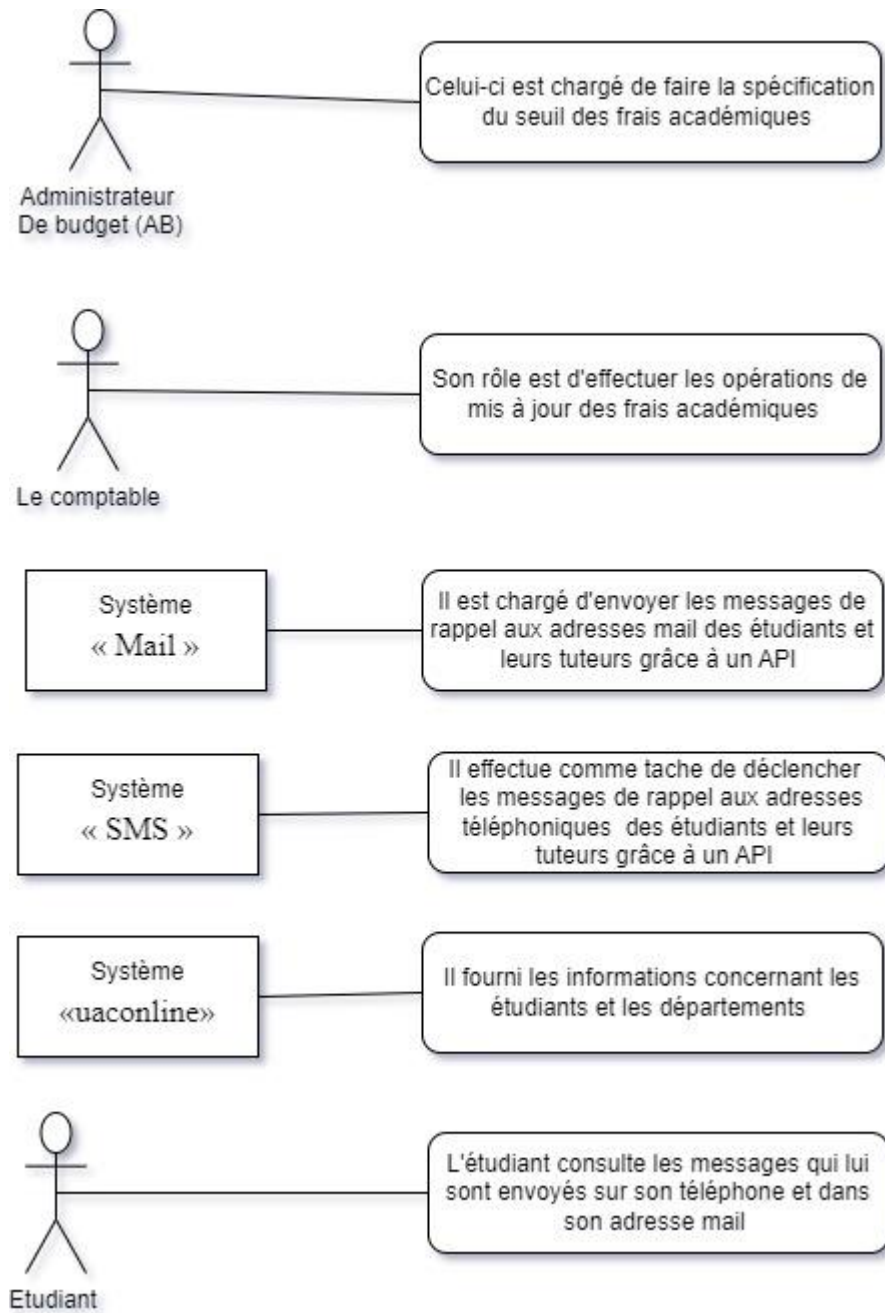 Celui-ci est chargé de faire la spécification
du seuil des frais académiques
Administrateur
De budget (AB)
Son rôle est d'effectuer les opérations de
mis à jour des frais académiques
Le comptable
Système
« Mail »
Il est chargé d'envoyer les messages de
rappel aux adresses mail des étudiants et
leurs tuteurs grâce à un API
Système
« SMS »
Il effectue comme tache de déclencher
les messages de rappel aux adresses
téléphoniques des étudiants et leurs
tuteurs grâce à un API
Système
«uaconline»
Il fourni les informations concernant les
étudiants et les départements
L'étudiant consulte les messages qui lui
sont envoyés sur son téléphone et dans
son adresse mail
Etudiant